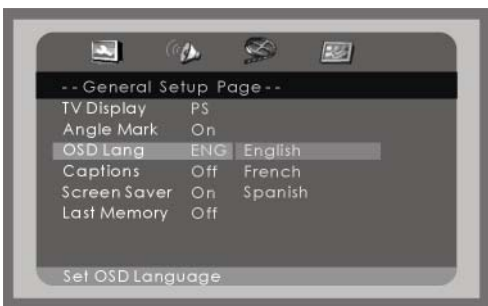 --General Setup Page--
TV Display PS
Angle Mark On
OSD Lang ENG English
Captions Off French
Screen Saver On Spanish
Last Memory Off
Set OSD Language